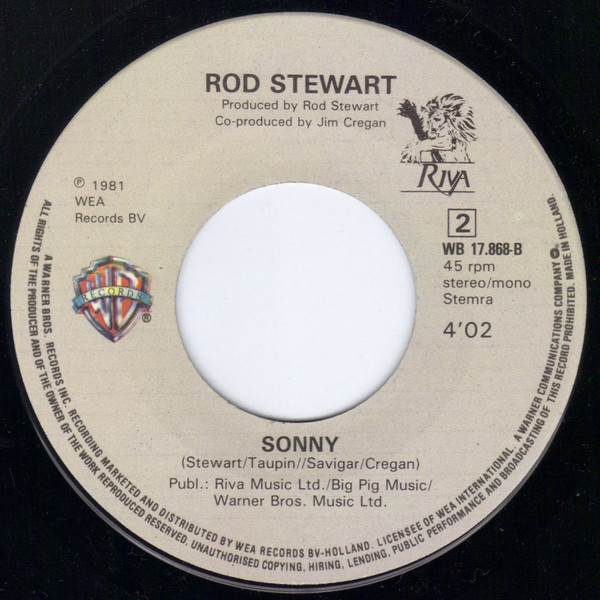 ROD STEWART
Produced by Rod Stewart
Co-produced by Jim Cregan
RIVA
℗ 1981
WEA
Records BV
2
WB 17.868-B
45 rpm
stereo/mono
Stemra
4'02
RECORDS ®
SONNY
(Stewart/Taupin//Savigar/Cregan)
Publ.: Riva Music Ltd./Big Pig Music/
Warner Bros. Music Ltd.
A WARNER BROS. RECORDS INC. RECORDING MARKETED AND DISTRIBUTED BY WEA RECORDS BV-HOLLAND. LICENSEE OF WEA INTERNATIONAL. A WARNER COMMUNICATIONS COMPANY
ALL RIGHTS OF THE PRODUCER AND OF THE OWNER OF THE WORK REPRODUCED RESERVED. UNAUTHORISED COPYING, HIRING, LENDING, PUBLIC PERFORMANCE AND BROADCASTING OF THIS RECORD PROHIBITED. MADE IN HOLLAND.